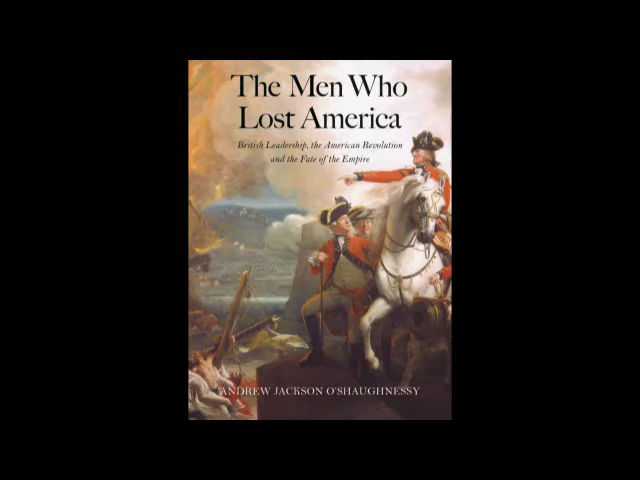 The Men Who
Lost America
British Leadership, the American Revolution
and the Fate of the Empire
ANDREW JACKSON O'SHAUGHNESSY